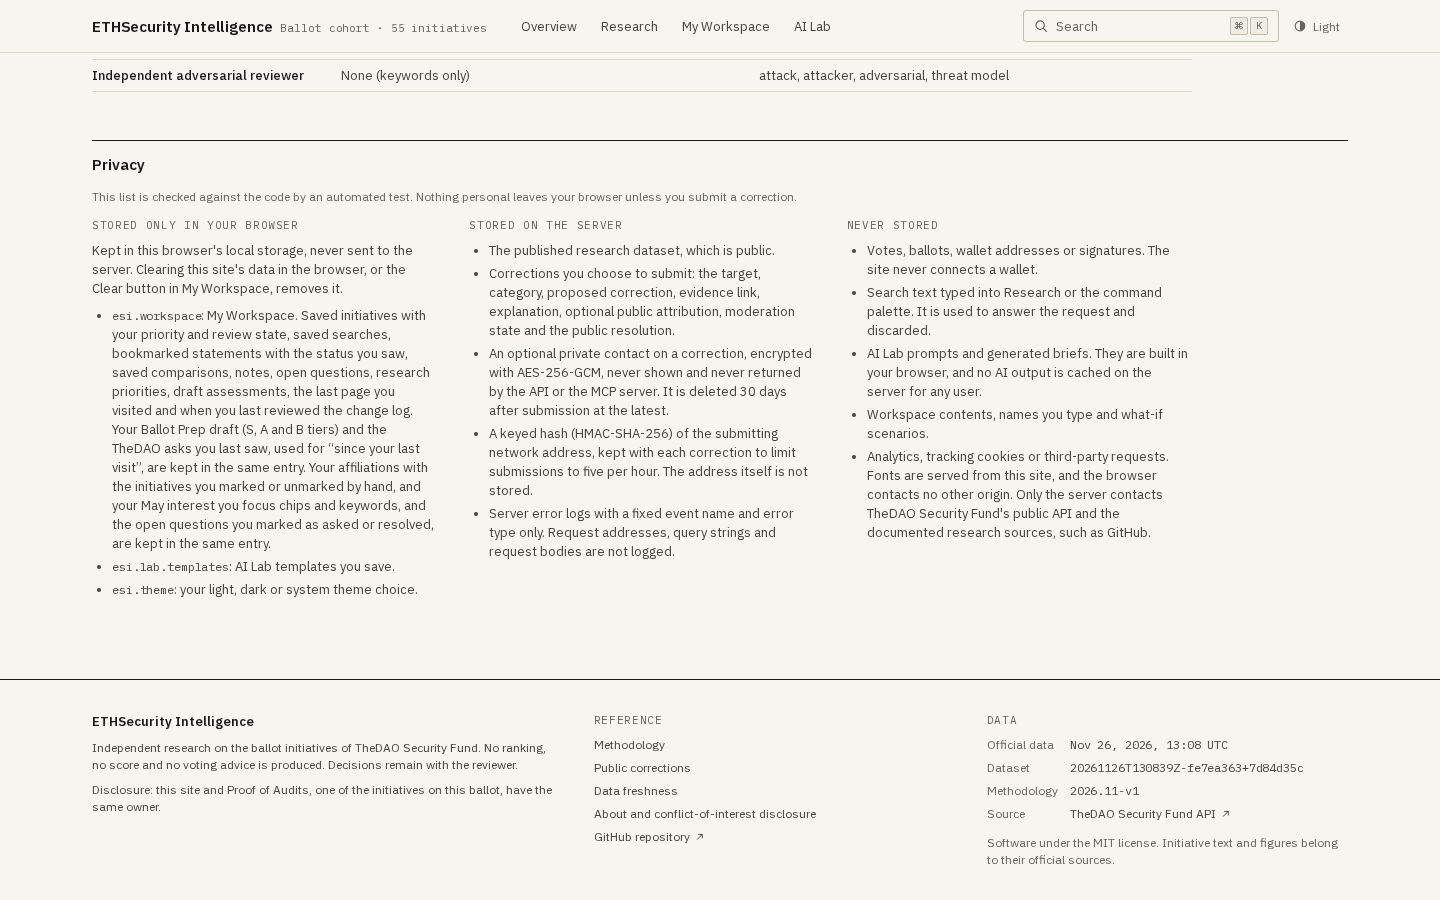 ETHSecurity Intelligence Ballot cohort · 55 initiatives Overview Research My Workspace AI Lab Search ⌘ K Light
Independent adversarial reviewer None (keywords only) attack, attacker, adversarial, threat model
Privacy
This list is checked against the code by an automated test. Nothing personal leaves your browser unless you submit a correction.
STORED ONLY IN YOUR BROWSER
Kept in this browser's local storage, never sent to the
server. Clearing this site's data in the browser, or the
Clear button in My Workspace, removes it.
• esi.workspace: My Workspace. Saved initiatives with
your priority and review state, saved searches,
bookmarked statements with the status you saw,
saved comparisons, notes, open questions, research
priorities, draft assessments, the last page you
visited and when you last reviewed the change log.
Your Ballot Prep draft (S, A and B tiers) and the
TheDAO asks you last saw, used for “since your last
visit”, are kept in the same entry. Your affiliations with
the initiatives you marked or unmarked by hand, and
your May interest you focus chips and keywords, and
the open questions you marked as asked or resolved,
are kept in the same entry.
• esi.lab.templates: AI Lab templates you save.
• esi.theme: your light, dark or system theme choice.
STORED ON THE SERVER
• The published research dataset, which is public.
• Corrections you choose to submit: the target,
category, proposed correction, evidence link,
explanation, optional public attribution, moderation
state and the public resolution.
• An optional private contact on a correction, encrypted
with AES-256-GCM, never shown and never returned
by the API or the MCP server. It is deleted 30 days
after submission at the latest.
• A keyed hash (HMAC-SHA-256) of the submitting
network address, kept with each correction to limit
submissions to five per hour. The address itself is not
stored.
• Server error logs with a fixed event name and error
type only. Request addresses, query strings and
request bodies are not logged.
NEVER STORED
• Votes, ballots, wallet addresses or signatures. The
site never connects a wallet.
• Search text typed into Research or the command
palette. It is used to answer the request and
discarded.
• AI Lab prompts and generated briefs. They are built in
your browser, and no AI output is cached on the
server for any user.
• Workspace contents, names you type and what-if
scenarios.
• Analytics, tracking cookies or third-party requests.
Fonts are served from this site, and the browser
contacts no other origin. Only the server contacts
TheDAO Security Fund's public API and the
documented research sources, such as GitHub.
ETHSecurity Intelligence
Independent research on the ballot initiatives of TheDAO Security Fund. No ranking,
no score and no voting advice is produced. Decisions remain with the reviewer.
Disclosure: this site and Proof of Audits, one of the initiatives on this ballot, have the
same owner.
REFERENCE
Methodology
Public corrections
Data freshness
About and conflict-of-interest disclosure
GitHub repository ↗
DATA
Official data Nov 26, 2026, 13:08 UTC
Dataset 20261126T130839Z-fe7ea363+7d84d35c
Methodology 2026.11-v1
Source TheDAO Security Fund API ↗
Software under the MIT license. Initiative text and figures belong
to their official sources.